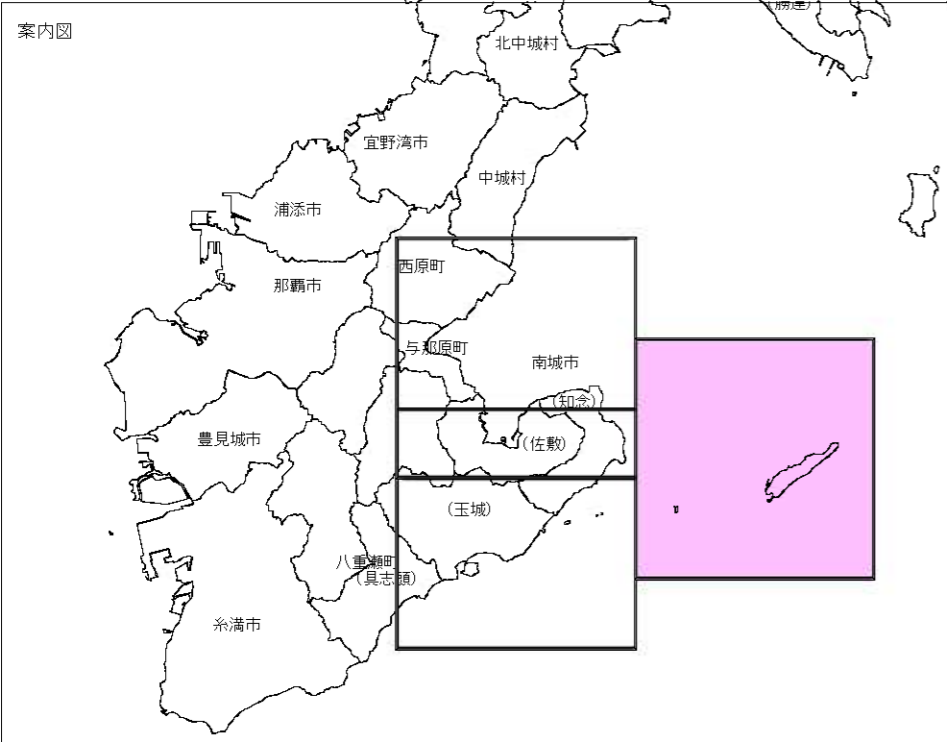 案内図
（勝連）
北中城村
宜野湾市
中城村
浦添市
西原町
那覇市
与那原町
南城市
（知念）
豊見城市
（佐敷）
（玉城）
八重瀬町
（具志頭）
糸満市